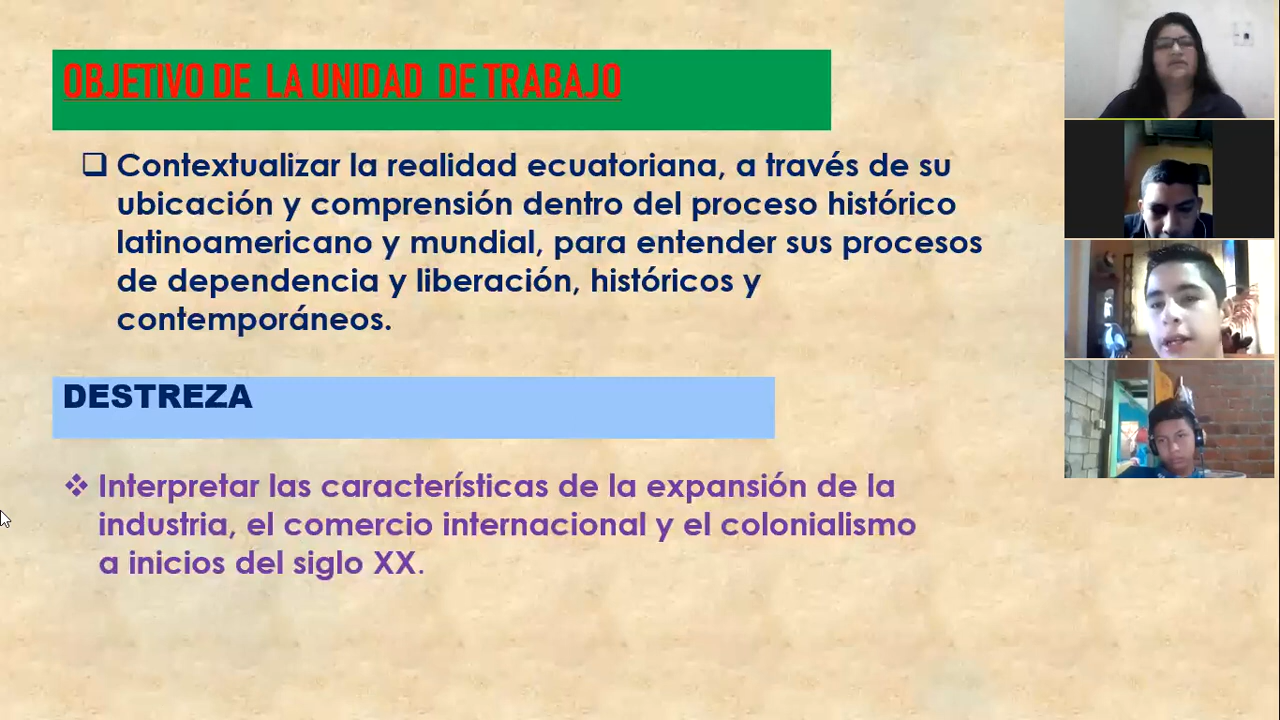 OBJETIVO DE LA UNIDAD DE TRABAJO
Contextualizar la realidad ecuatoriana, a través de su
ubicación y comprensión dentro del proceso histórico
latinoamericano y mundial, para entender sus procesos
de dependencia y liberación, históricos y
contemporáneos.
DESTREZA
Interpretar las características de la expansión de la
industria, el comercio internacional y el colonialismo
a inicios del siglo XX.